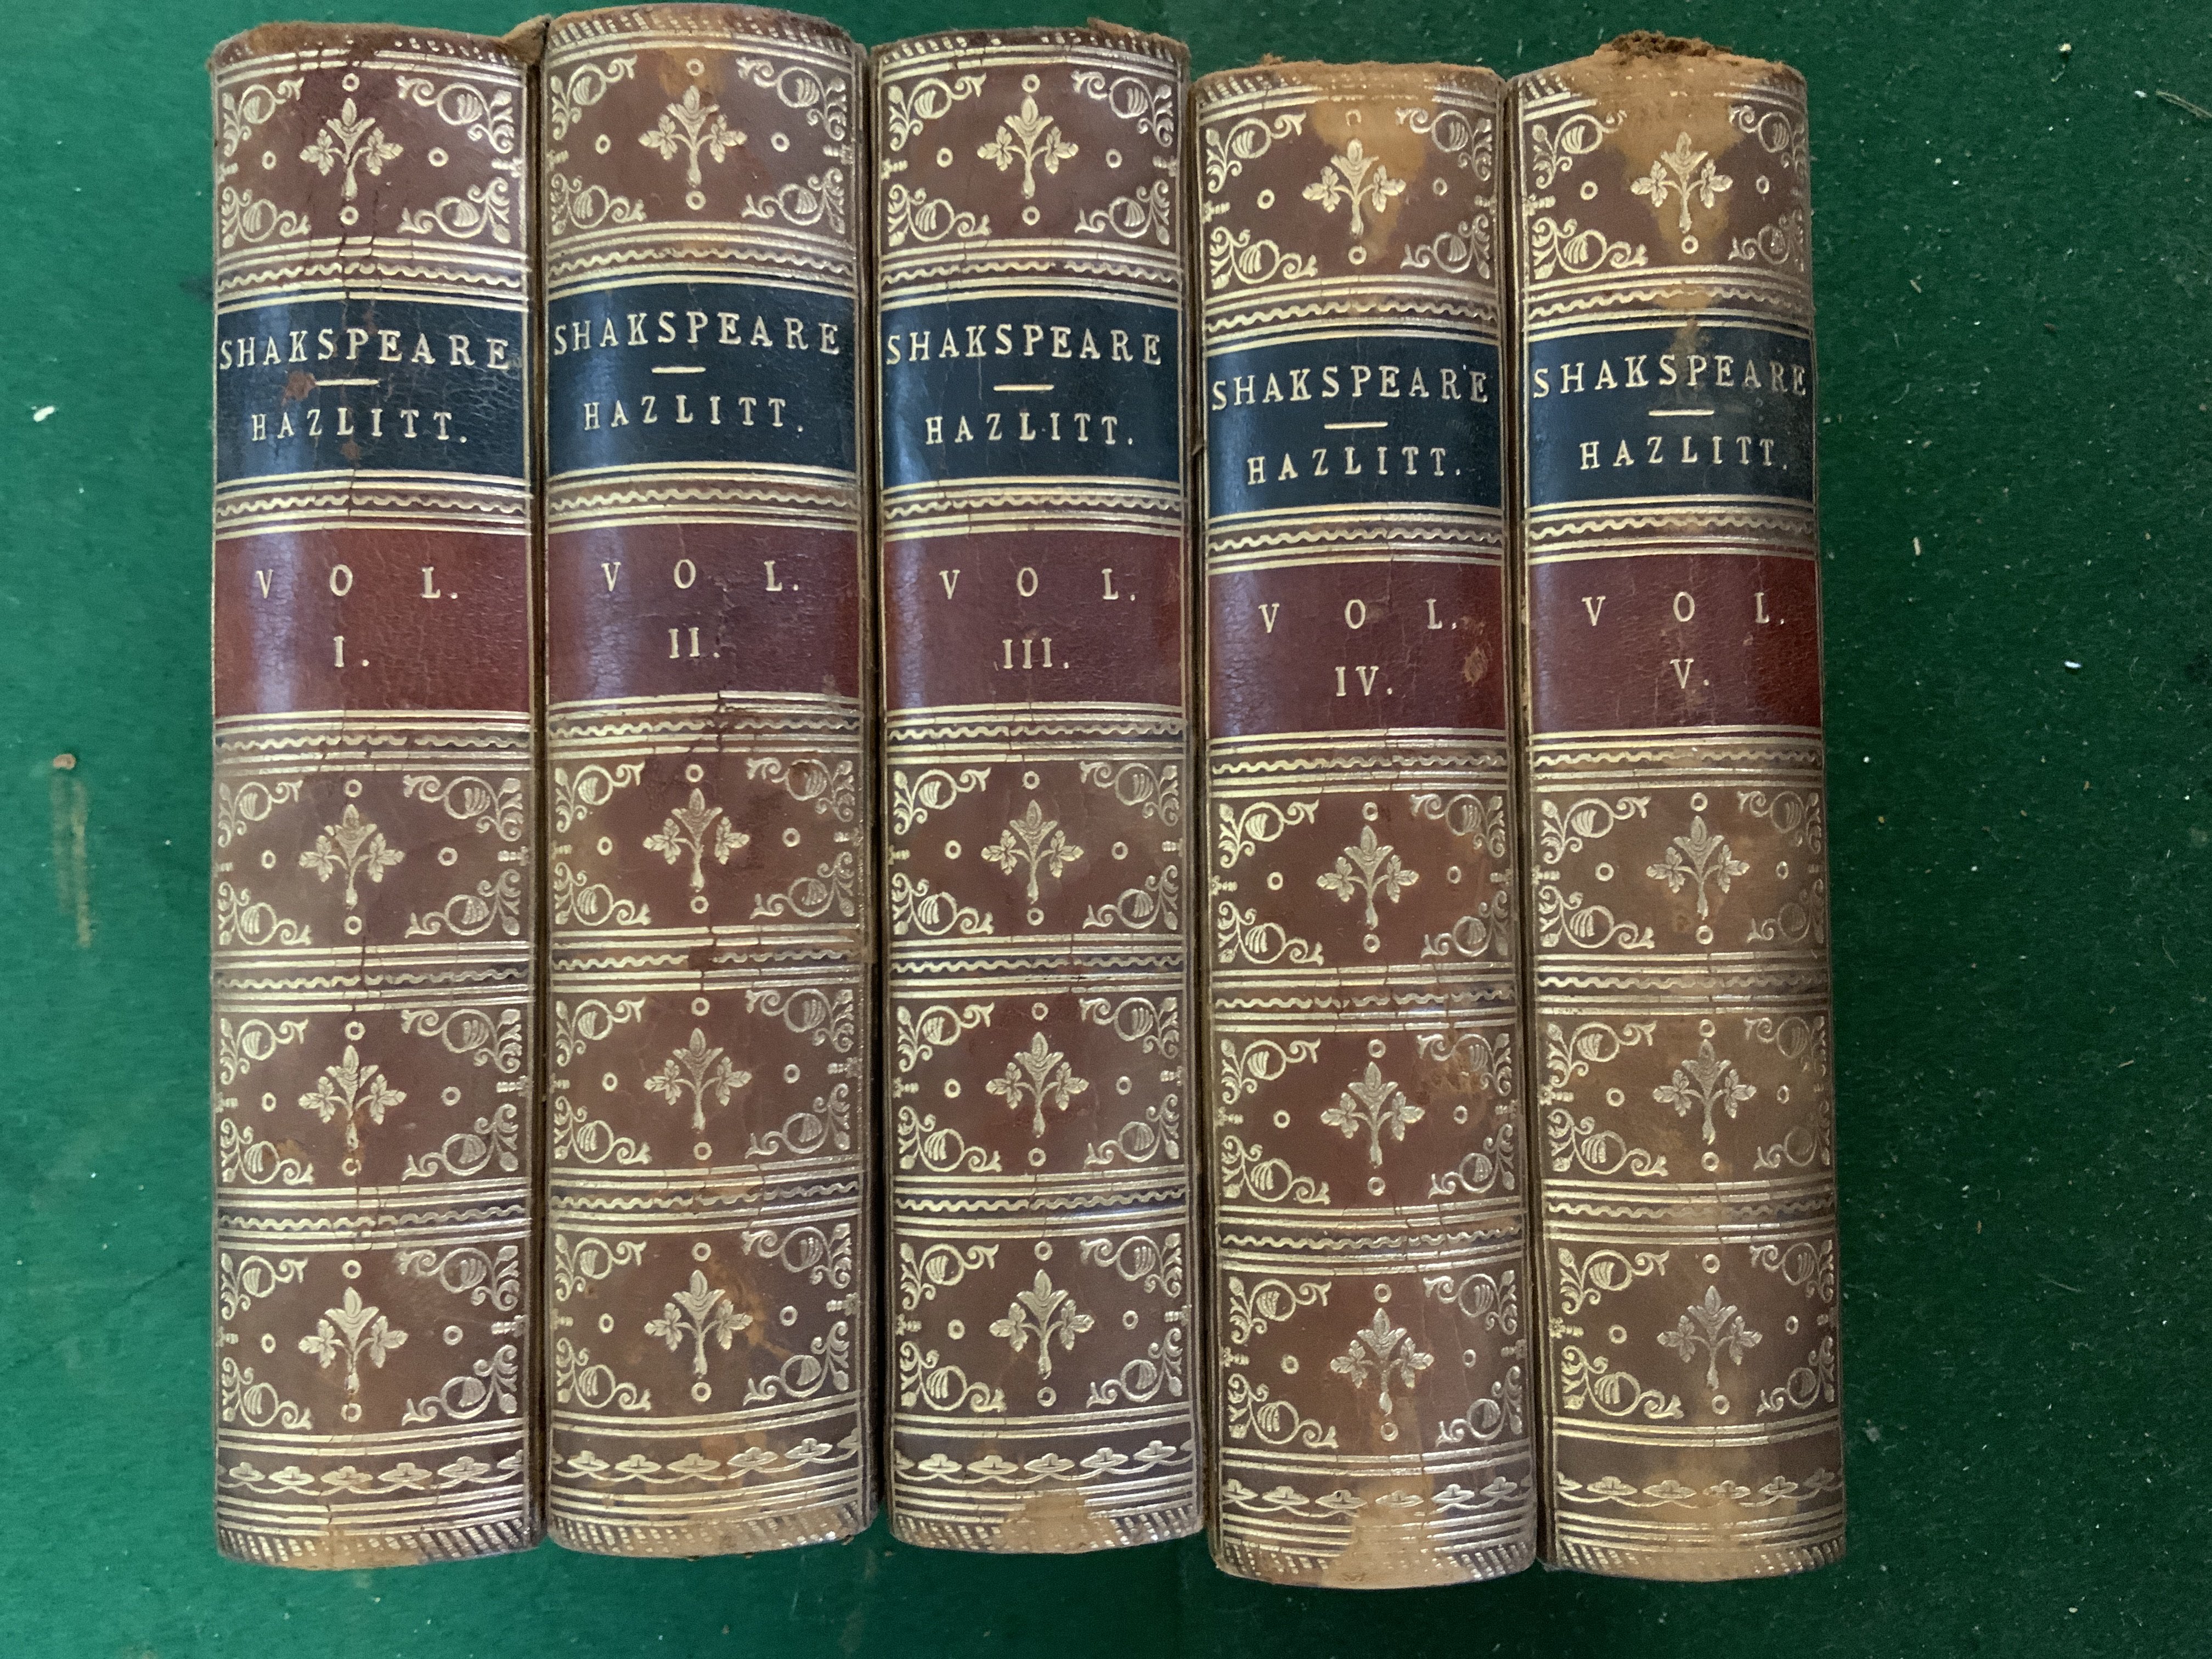 SHAKSPEARE
HAZLITT.
VOL.
I.
SHAKSPEARE
HAZLITT.
VOL.
II.
SHAKSPEARE
HAZLITT.
VOL.
III.
SHAKSPEARE
HAZLITT.
VOL.
IV.
SHAKSPEARE
HAZLITT.
VOL.
V.